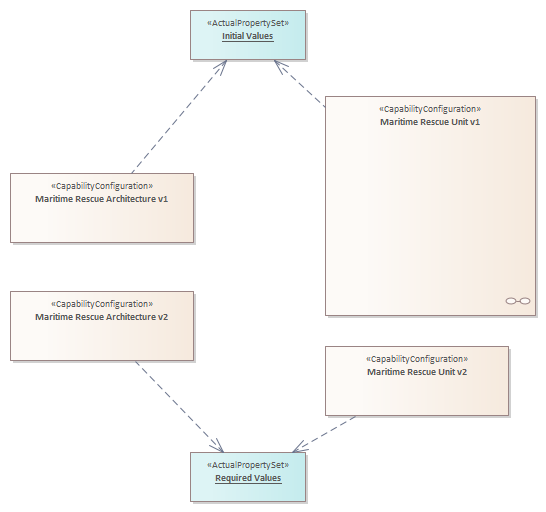 «ActualPropertySet»
Initial Values
«CapabilityConfiguration»
Maritime Rescue Unit v1
«CapabilityConfiguration»
Maritime Rescue Architecture v1
«CapabilityConfiguration»
Maritime Rescue Architecture v2
«CapabilityConfiguration»
Maritime Rescue Unit v2
«ActualPropertySet»
Required Values